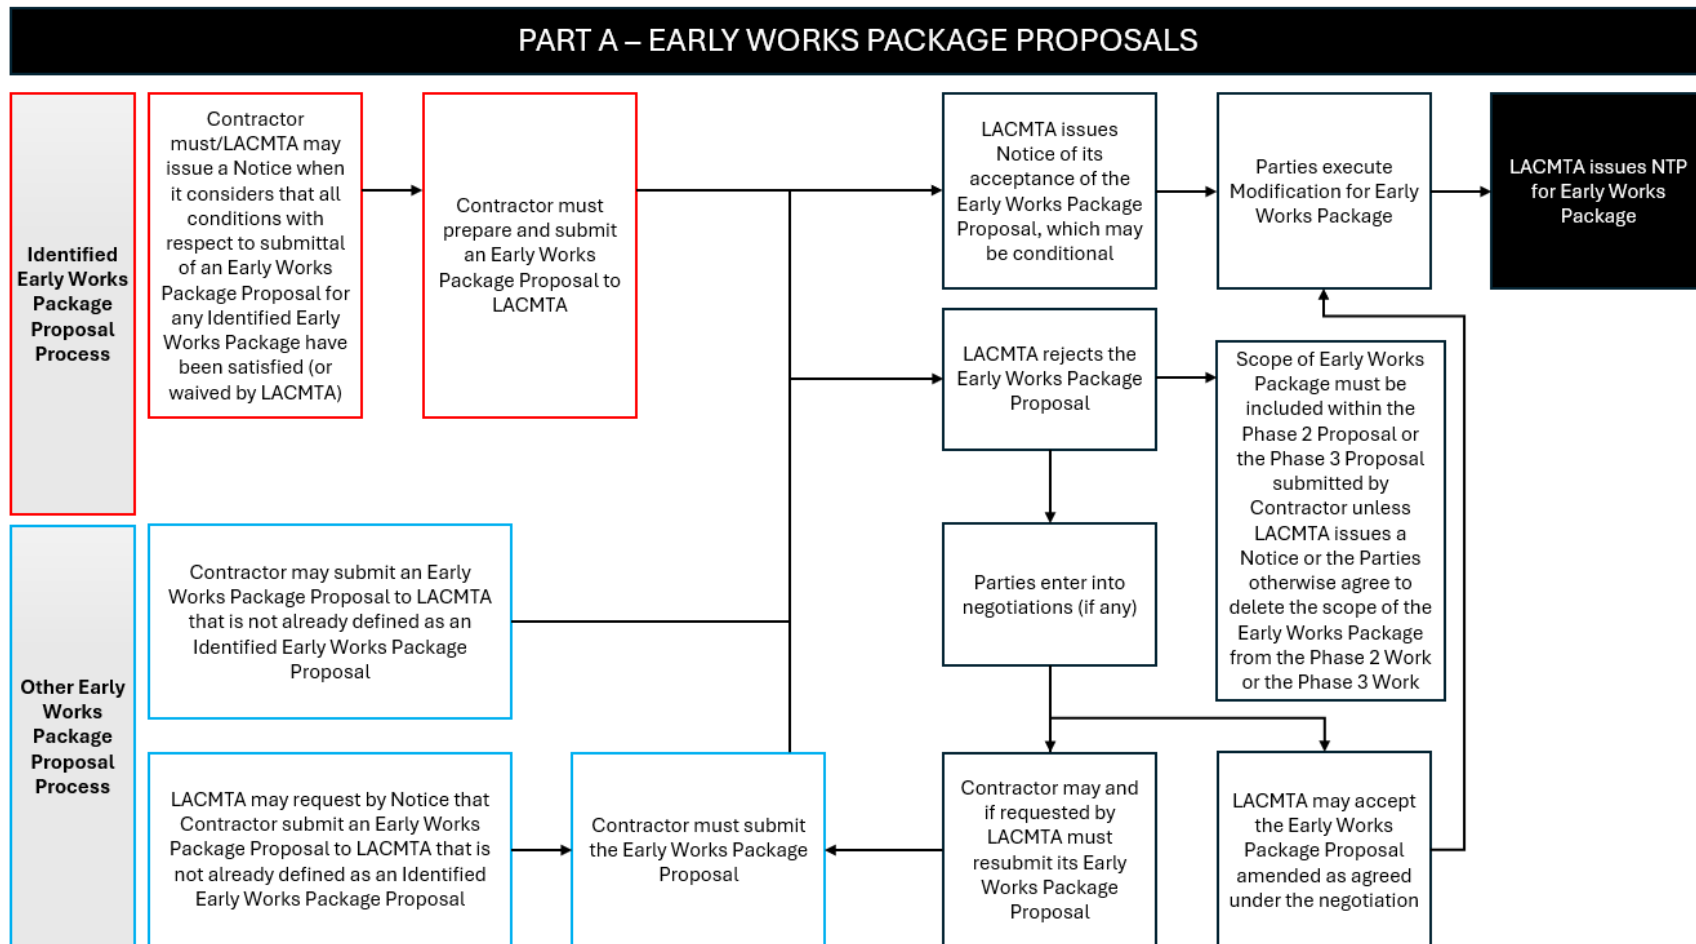 PART A – EARLY WORKS PACKAGE PROPOSALS
Identified
Early Works
Package
Proposal
Process
Contractor
must/LACMTA may
issue a Notice when
it considers that all
conditions with
respect to submittal
of an Early Works
Package Proposal for
any Identified Early
Works Package have
been satisfied (or
waived by LACMTA)
Contractor must
prepare and submit
an Early Works
Package Proposal to
LACMTA
LACMTA issues
Notice of its
acceptance of the
Early Works Package
Proposal, which may
be conditional
Parties execute
Modification for Early
Works Package
LACMTA issues NTP
for Early Works
Package
LACMTA rejects the
Early Works Package
Proposal
Scope of Early Works
Package must be
included within the
Phase 2 Proposal or
the Phase 3 Proposal
submitted by
Contractor unless
LACMTA issues a
Notice or the Parties
otherwise agree to
delete the scope of the
Early Works Package
from the Phase 2 Work
or the Phase 3 Work
Other Early
Works
Package
Proposal
Process
Contractor may submit an Early
Works Package Proposal to LACMTA
that is not already defined as an
Identified Early Works Package
Proposal
Parties enter into
negotiations (if any)
LACMTA may request by Notice that
Contractor submit an Early Works
Package Proposal to LACMTA that is
not already defined as an Identified
Early Works Package Proposal
Contractor must submit
the Early Works Package
Proposal
Contractor may and
if requested by
LACMTA must
resubmit its Early
Works Package
Proposal
LACMTA may accept
the Early Works
Package Proposal
amended as agreed
under the negotiation